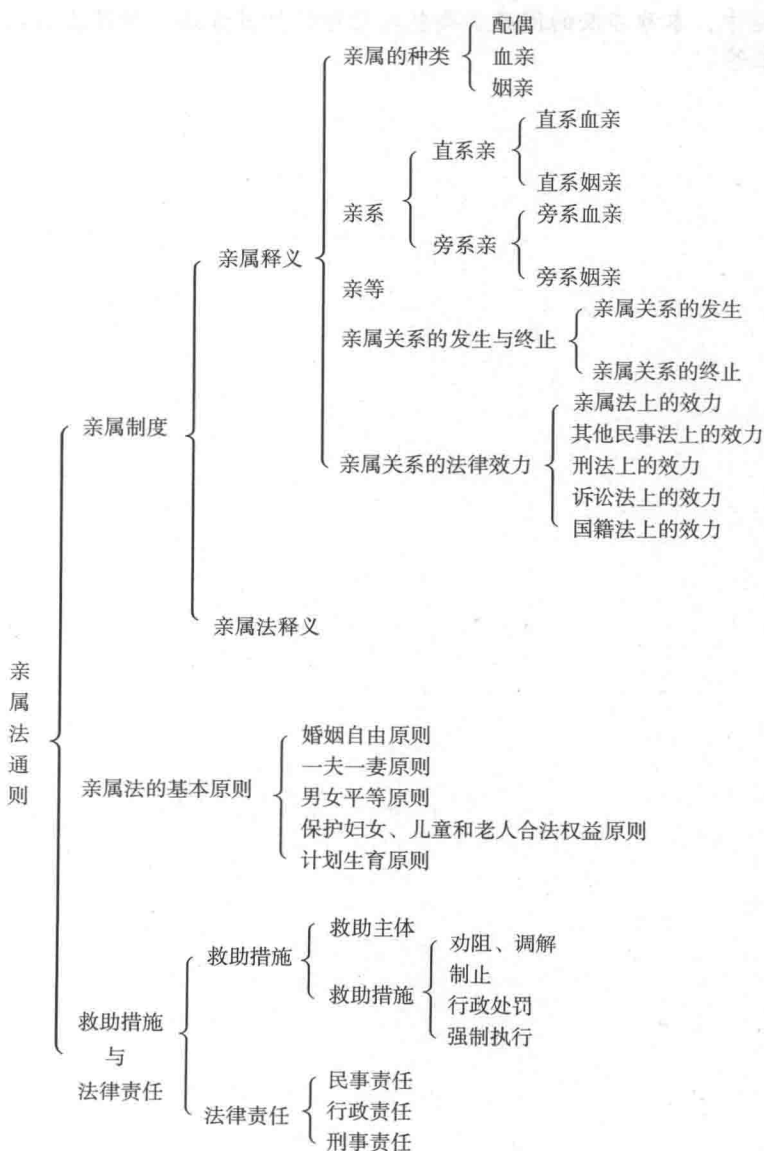 配偶
亲属的种类
血亲
姻亲
直系血亲
直系亲
直系姻亲
亲系
旁系血亲
旁系亲
亲属释义
旁系姻亲
亲等
亲属关系的发生
亲属关系的发生与终止
亲属关系的终止
亲属法上的效力
亲属制度
其他民事法上的效力
亲属关系的法律效力
刑法上的效力
诉讼法上的效力
国籍法上的效力
亲属法释义
亲属法通则
婚姻自由原则
一夫一妻原则
亲属法的基本原则
男女平等原则
保护妇女、儿童和老人合法权益原则
计划生育原则
救助主体
救助措施
劝阻、调解
制止
救助措施
行政处罚
强制执行
救助措施
与
法律责任
民事责任
法律责任
行政责任
刑事责任